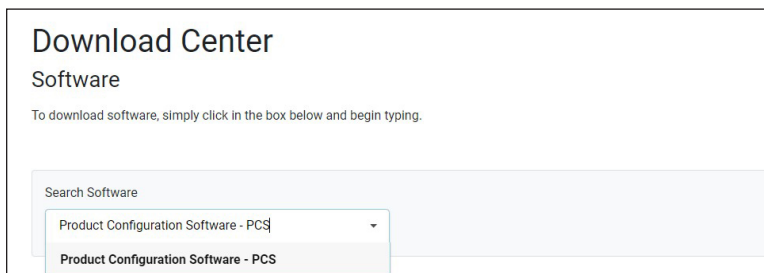 Download Center
Software
To download software, simply click in the box below and begin typing.
Search Software
Product Configuration Software - PCS
Product Configuration Software - PCS